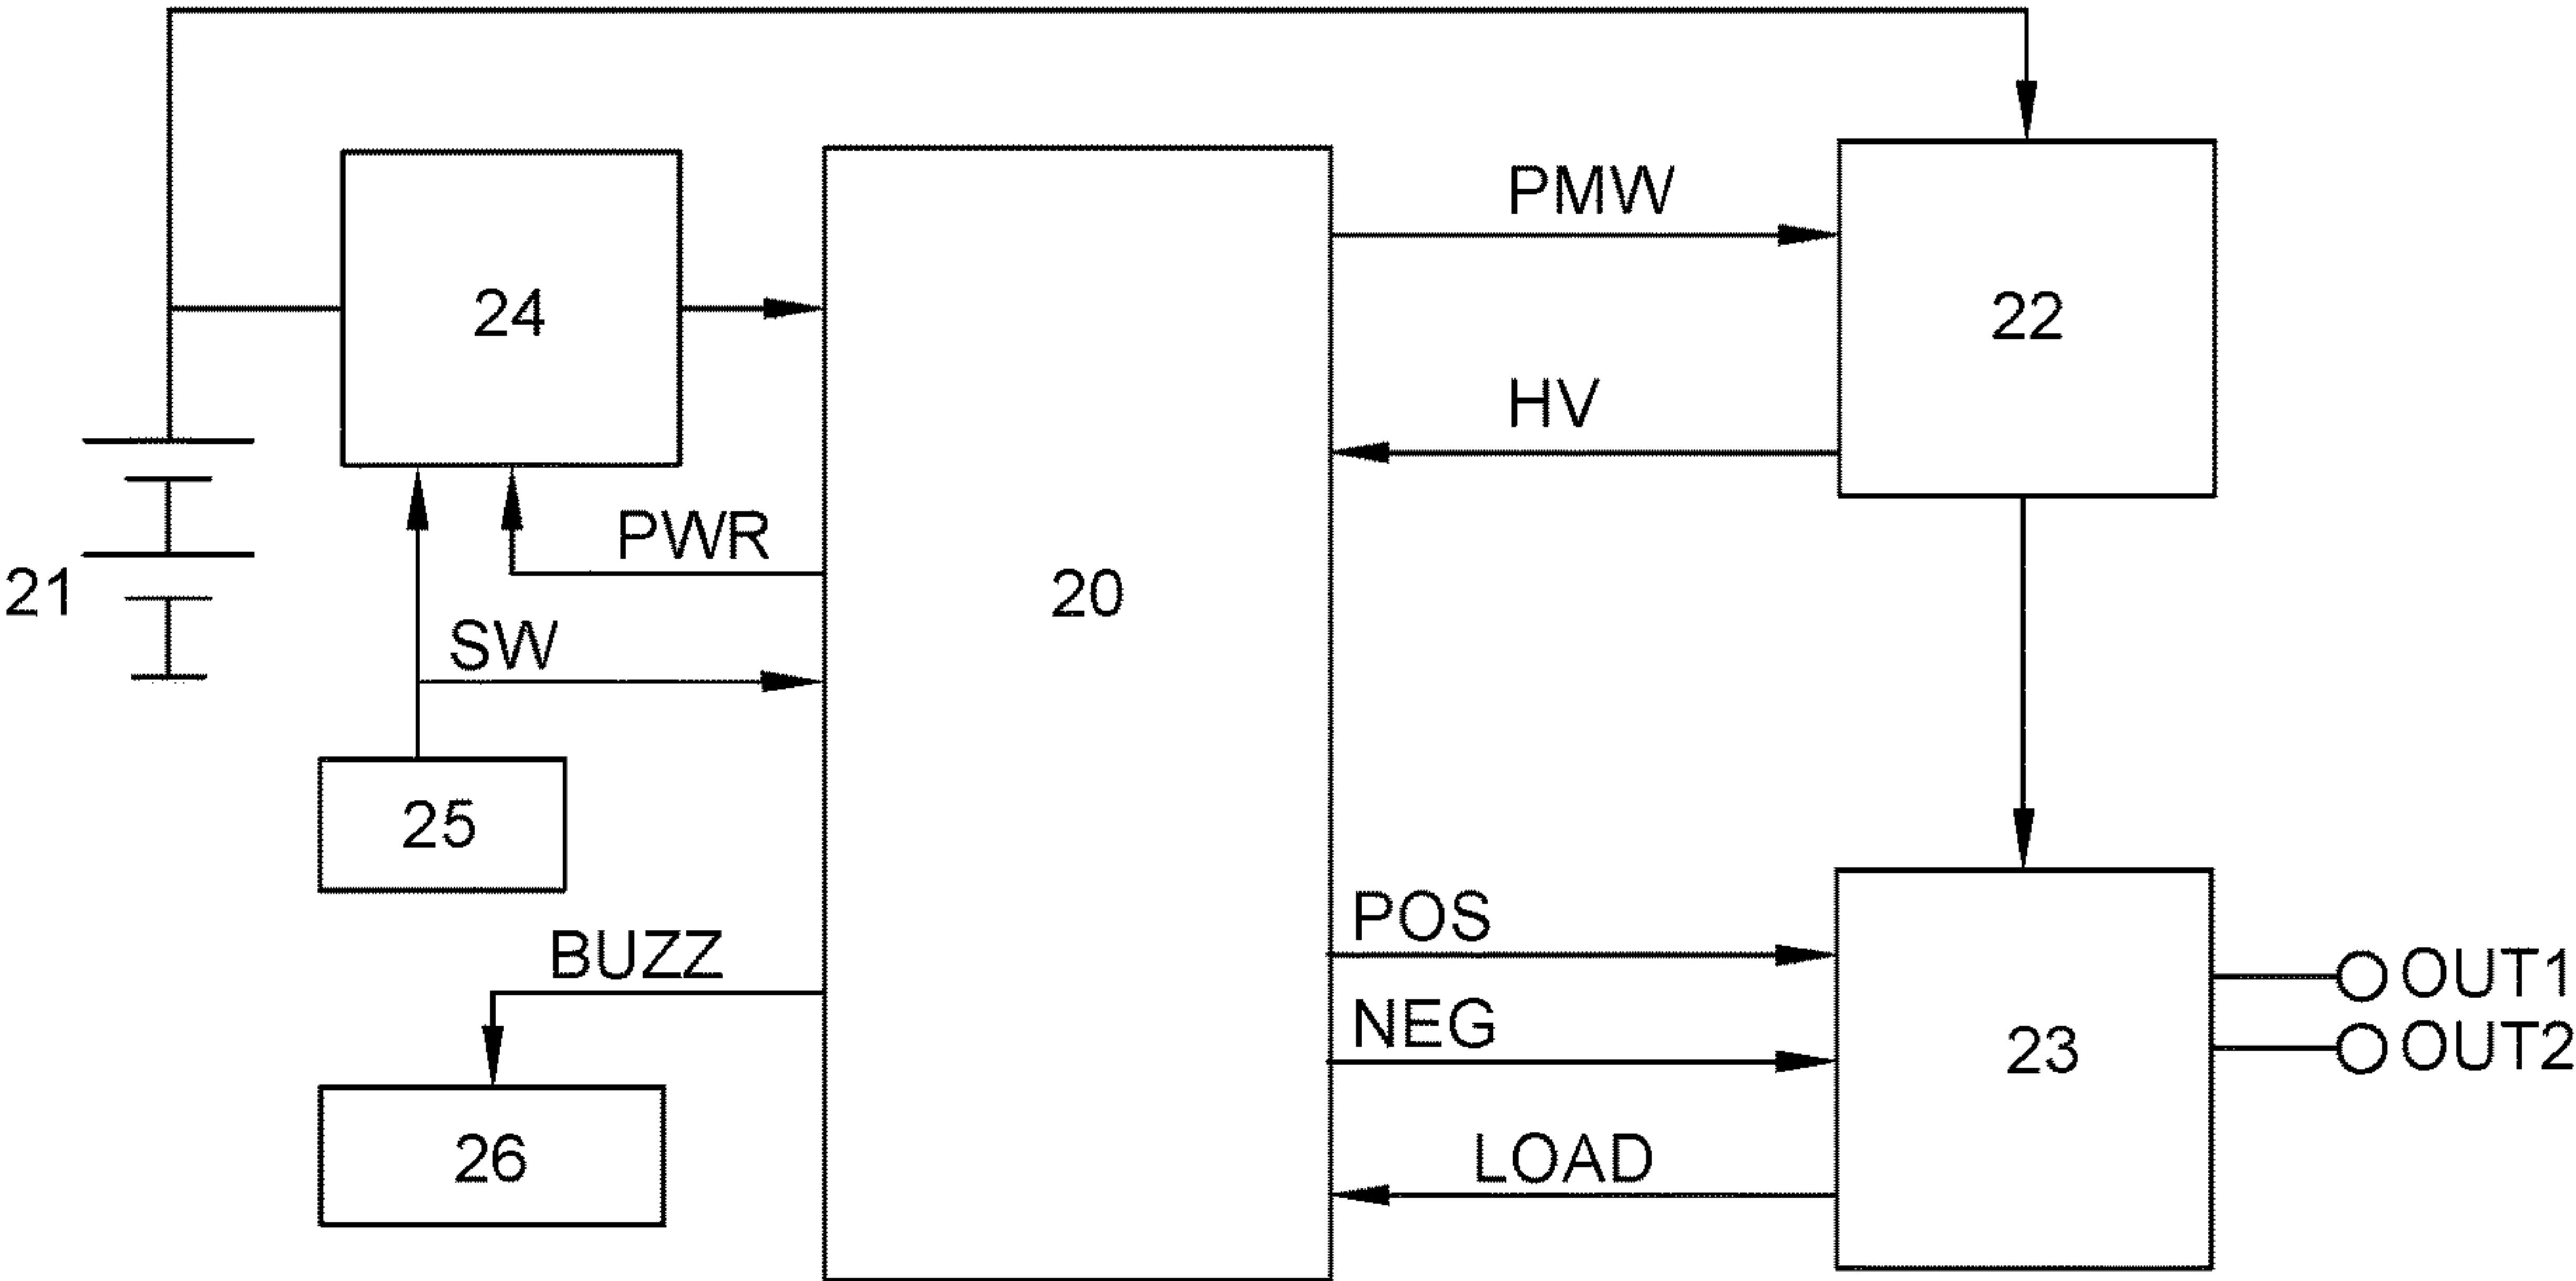 PMW
24
22
HV
PWR
21
20
SW
25
POS
BUZZ
OUT1
NEG
OUT2
23
26
LOAD